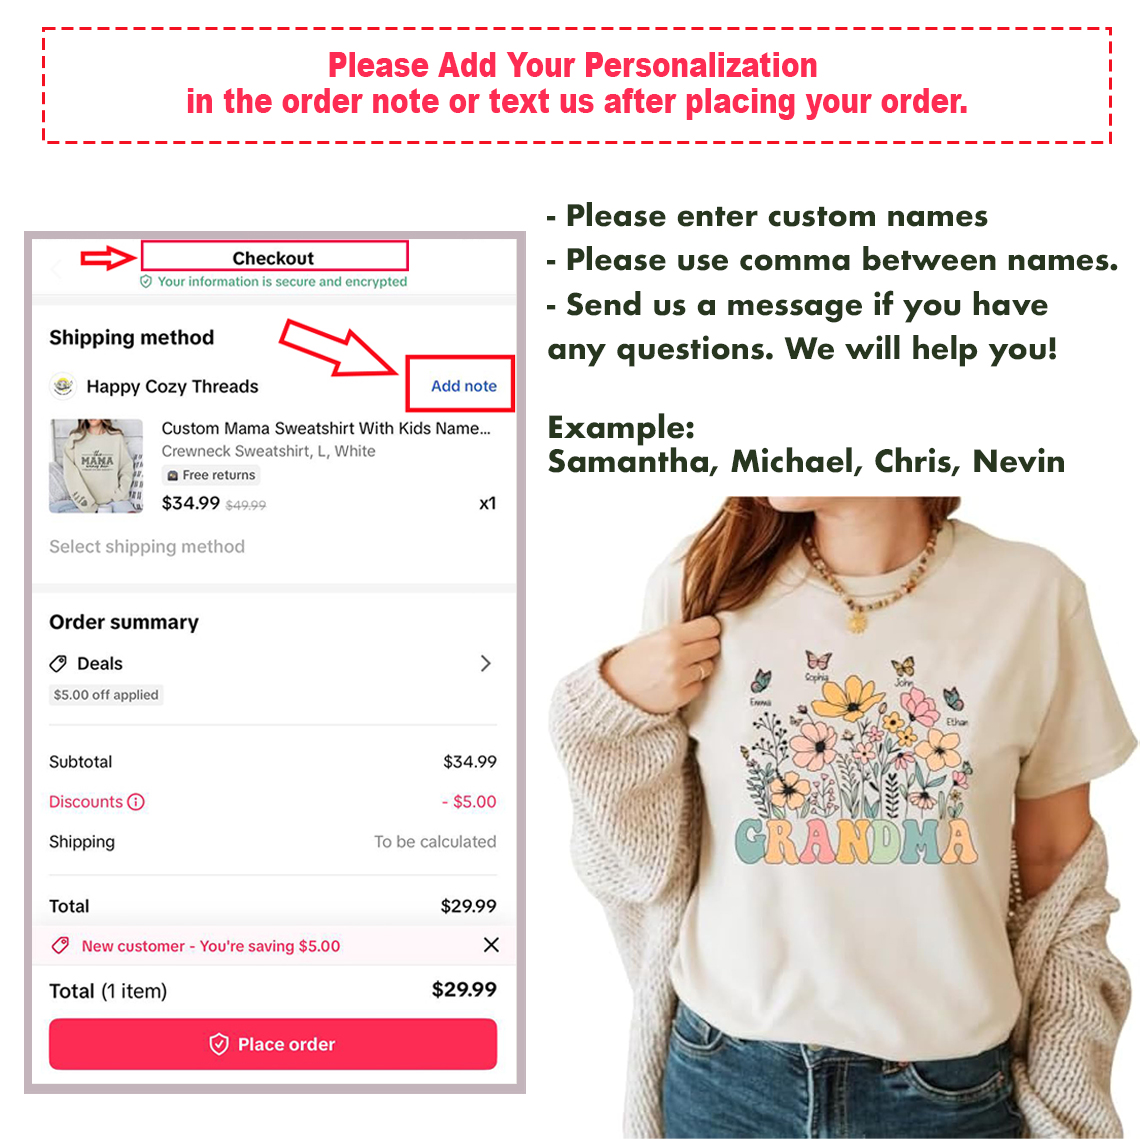 Please Add Your Personalization
in the order note or text us after placing your order.
- Please enter custom names
- Please use comma between names.
- Send us a message if you have
any questions. We will help you!
Example:
Samantha, Michael, Chris, Nevin
Checkout
Your information is secure and encrypted
Shipping method
Happy Cozy Threads
Add note
Custom Mama Sweatshirt With Kids Name...
Crewneck Sweatshirt, L, White
Free returns
$34.99 $49.99 x1
Select shipping method
Order summary
Deals
$5.00 off applied
Subtotal $34.99
Discounts - $5.00
Shipping To be calculated
Total $29.99
New customer - You're saving $5.00
Total (1 item) $29.99
Place order
MAMA
Sophia
John
Emma
Ethan
GRANDMA